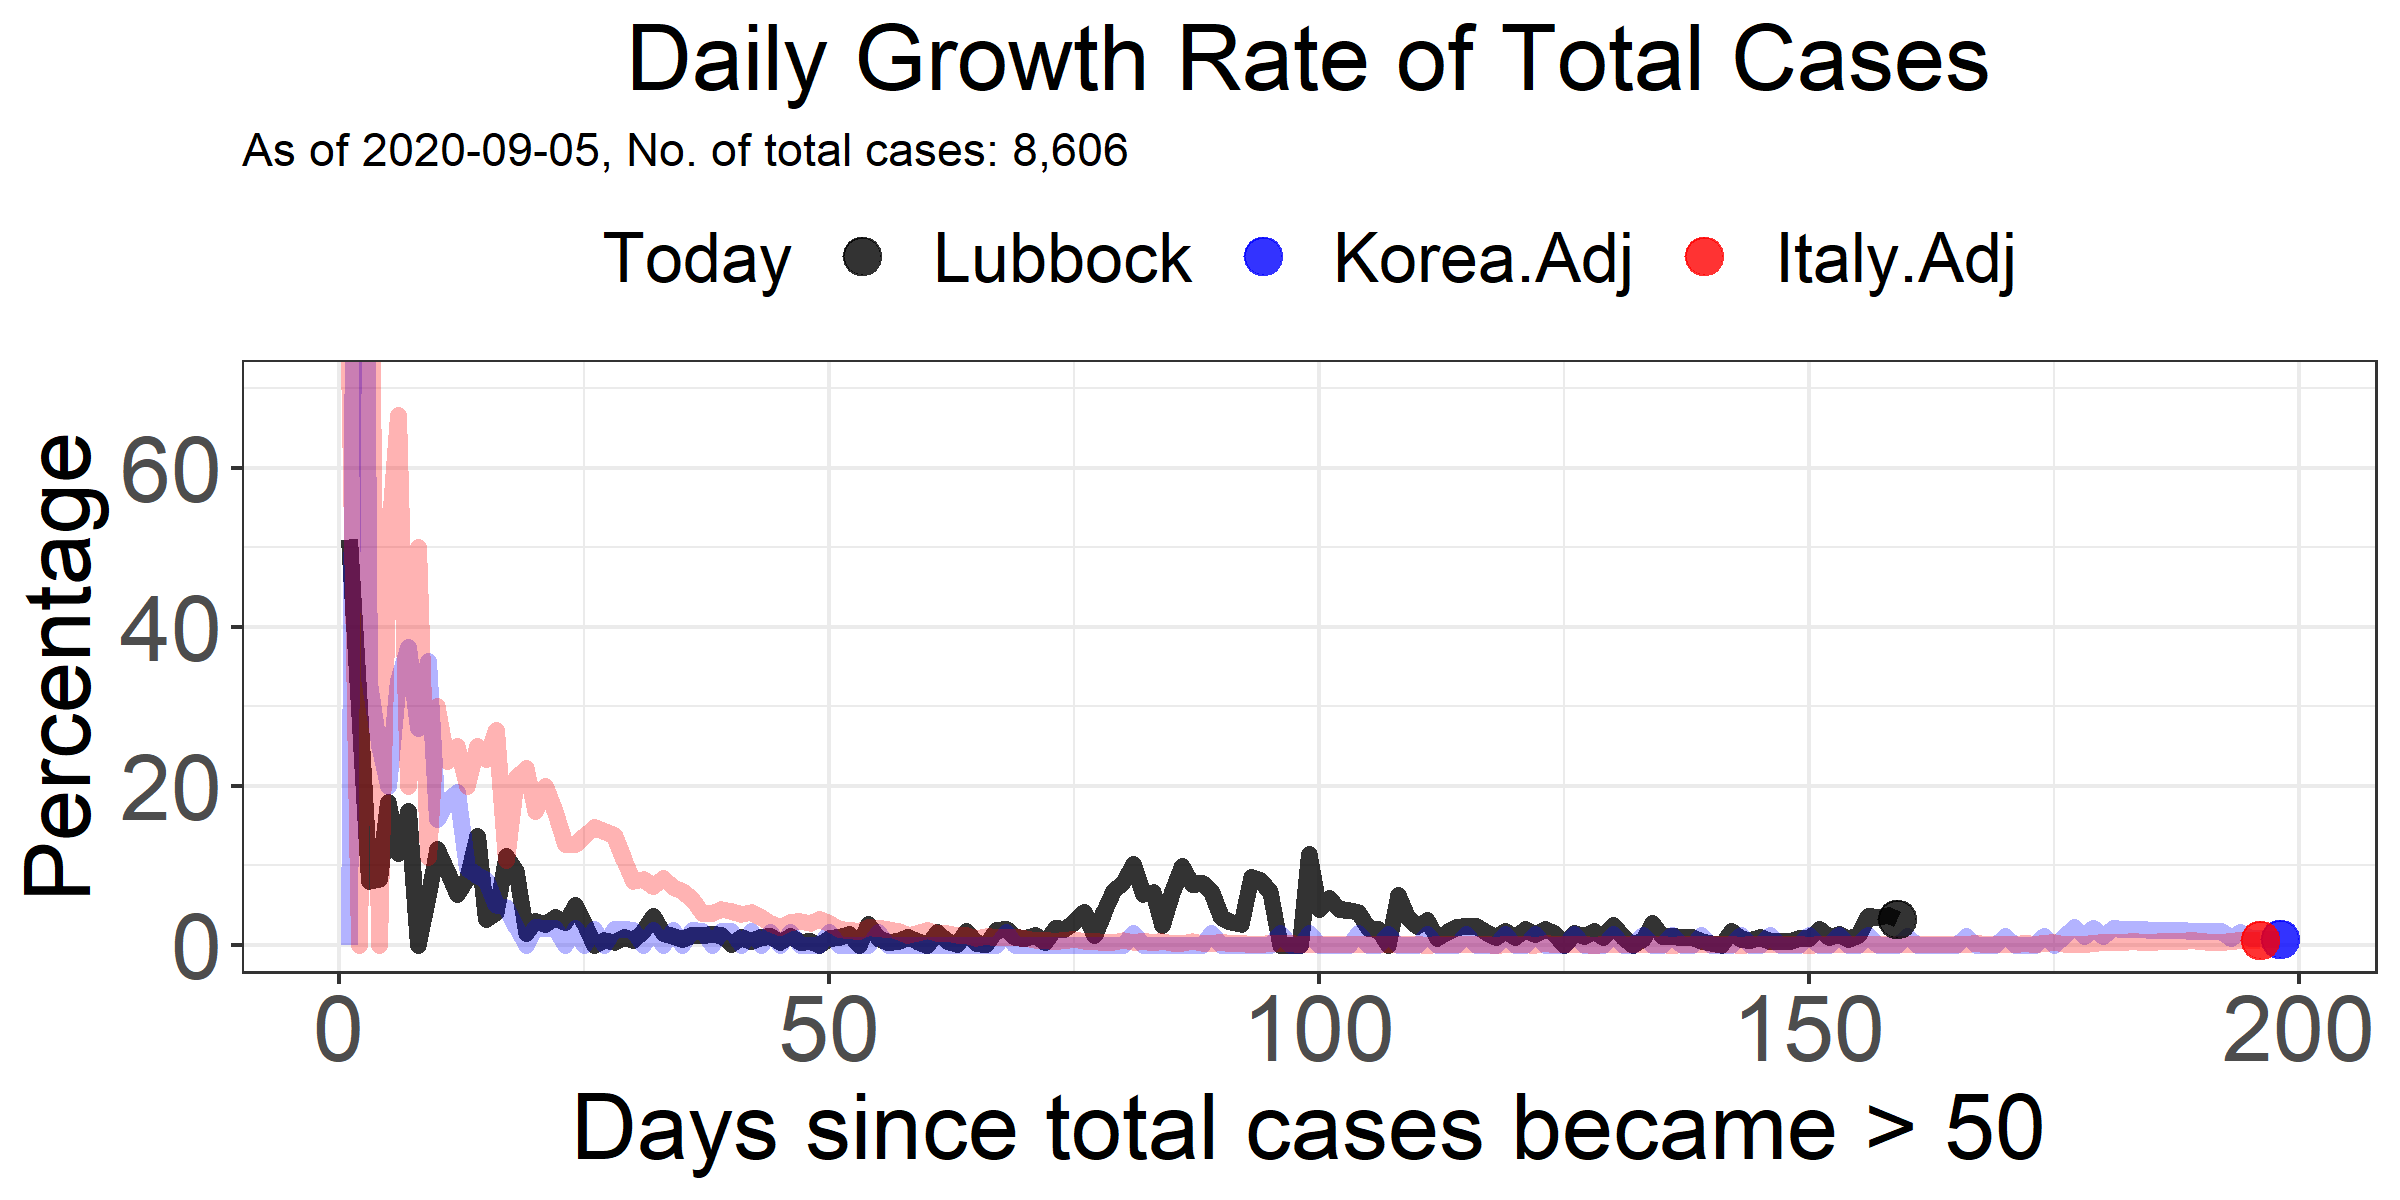 Daily Growth Rate of Total Cases
As of 2020-09-05, No. of total cases: 8,606
Today Lubbock Korea.Adj Italy.Adj
Percentage
60
40
20
0
0 50 100 150 200
Days since total cases became > 50